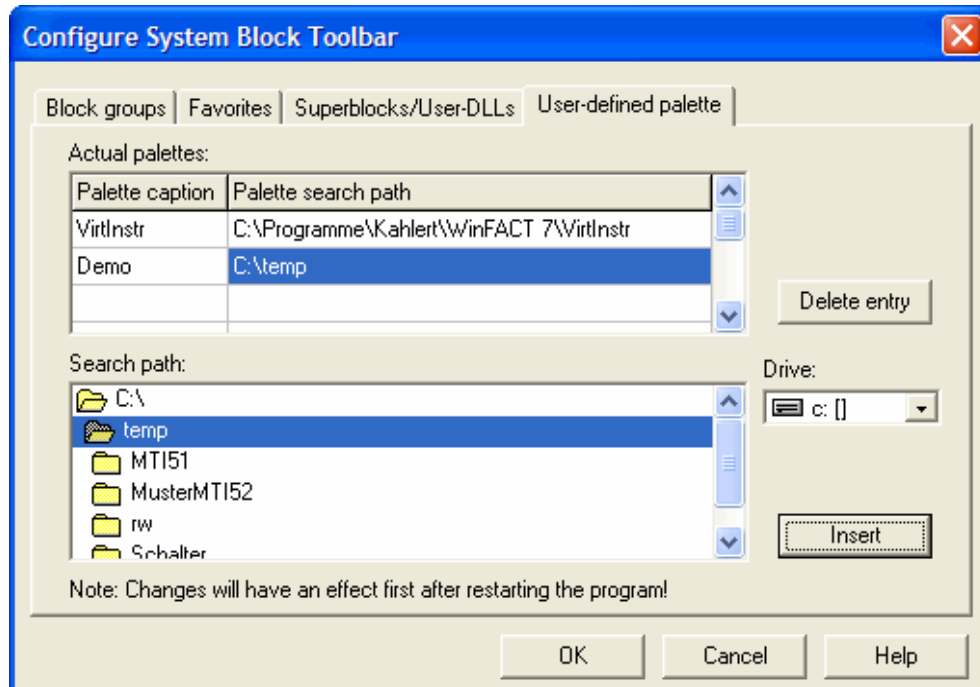 Configure System Block Toolbar
Block groups Favorites Superblocks/User-DLLs User-defined palette
Actual palettes:
Palette caption Palette search path
VirtInstr C:\Programme\Kahlert\WinFACT 7\VirtInstr
Demo C:\temp
Delete entry
Search path:
Drive:
C:\
c: []
temp
MTI51
MusterMTI52
rw
Schalter
Insert
Note: Changes will have an effect first after restarting the program!
OK Cancel Help